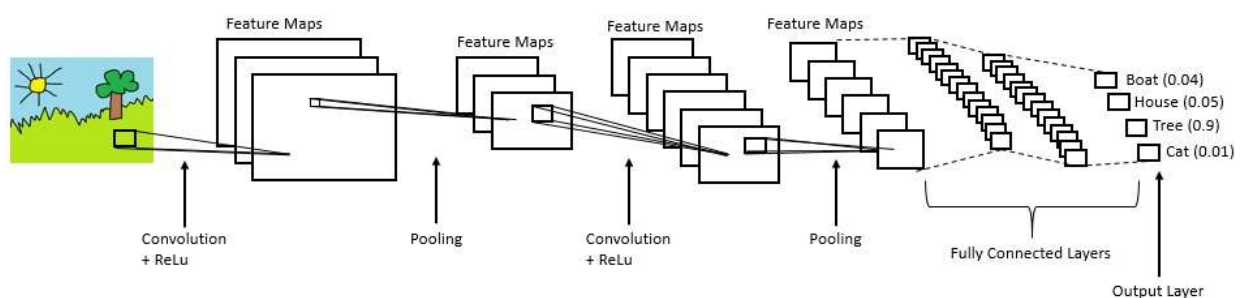 Feature Maps
Feature Maps
Feature Maps
Feature Maps
Boat (0.04)
House (0.05)
Tree (0.9)
Cat (0.01)
Convolution
+ ReLu
Pooling
Convolution
+ ReLu
Pooling
Fully Connected Layers
Output Layer